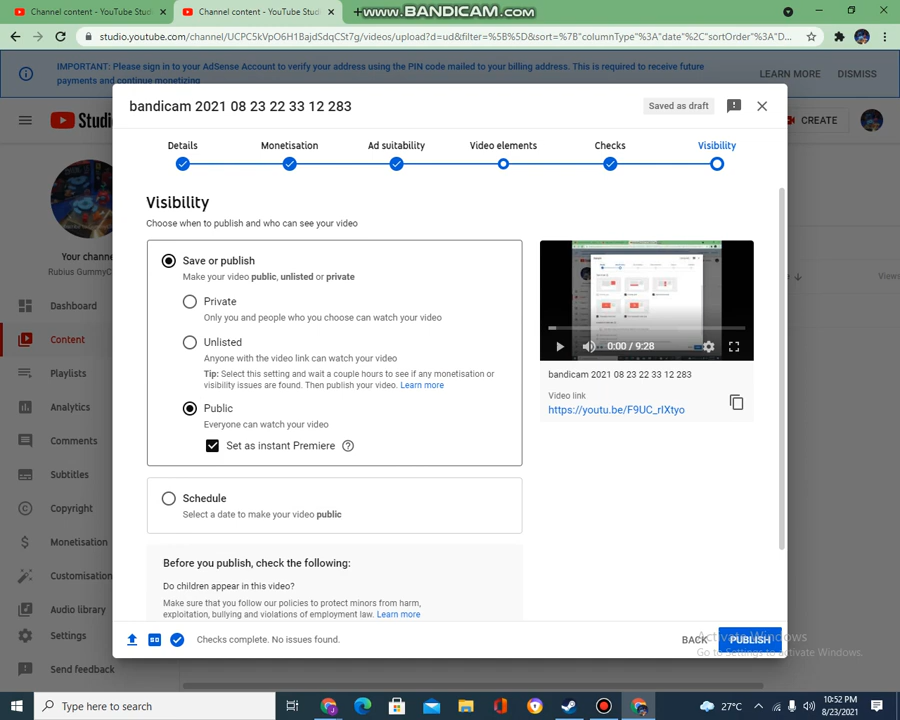 Channel content - YouTube Studi
Channel content - YouTube Studi
www.BANDICAM.com
studio.youtube.com/channel/UCPC5kVpO6H1BajdSdqCSt7g/videos/upload?d=ud&filter=%5B%5D&sort=%7B"columnType"%3A"date"%2C"sortOrder"%3A"D...
IMPORTANT: Please sign in to your AdSense Account to verify your address using the PIN code mailed to your billing address. This is required to receive future
payments and continue monetizing
LEARN MORE
DISMISS
Studi
CREATE
bandicam 2021 08 23 22 33 12 283
Saved as draft
Details
Monetisation
Ad suitability
Video elements
Checks
Visibility
Visibility
Choose when to publish and who can see your video
Save or publish
Make your video public, unlisted or private
Private
Only you and people who you choose can watch your video
Unlisted
Anyone with the video link can watch your video
Tip: Select this setting and wait a couple hours to see if any monetisation or
visibility issues are found. Then publish your video. Learn more
Public
Everyone can watch your video
Set as instant Premiere
Schedule
Select a date to make your video public
Before you publish, check the following:
Do children appear in this video?
Make sure that you follow our policies to protect minors from harm,
exploitation, bullying and violations of employment law. Learn more
0:00 / 9:28
bandicam 2021 08 23 22 33 12 283
Video link
https://youtu.be/F9UC_rIXtyo
Your chann
Rubius GummyC
Dashboard
Content
Playlists
Analytics
Comments
Subtitles
Copyright
Monetisation
Customisation
Audio library
Settings
Send feedback
Views
Checks complete. No issues found.
BACK
PUBLISH
Activate Windows
Go to Settings to activate Windows.
Type here to search
27°C
10:52 PM
8/23/2021